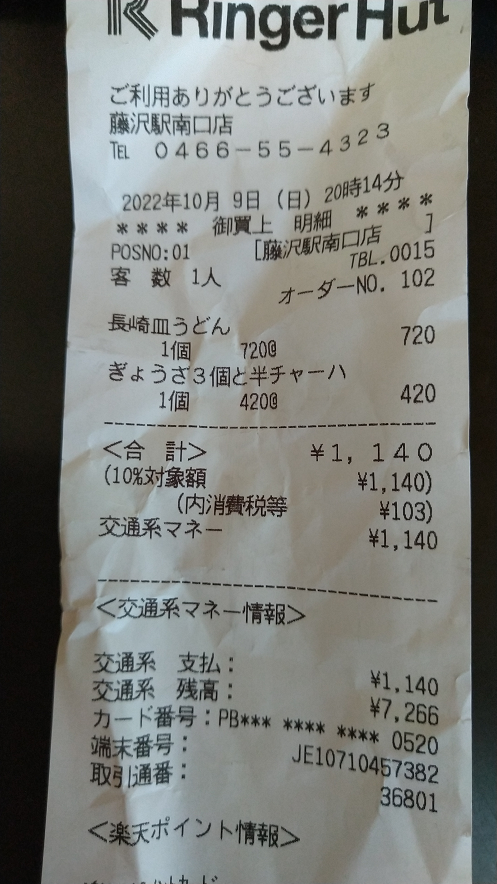 Ringer Hut
ご利用ありがとうございます
藤沢駅南口店
TEL 0466-55-4323
2022年10月 9日(日)20時14分
**** 御買上 明細 ****
POSNO:01 [藤沢駅南口店 ]
TBL.0015
客 数 1人
オーダーNO. 102
長崎皿うどん 720
1個 720@
ぎょうざ3個と半チャーハ 420
1個 420@
<合 計> ¥1,140
(10%対象額 ¥1,140)
(内消費税等 ¥103)
交通系マネー ¥1,140
<交通系マネー情報>
交通系 支払: ¥1,140
交通系 残高: ¥7,266
カード番号:PB*** **** **** 0520
端末番号: JE10710457382
取引通番: 36801
<楽天ポイント情報>